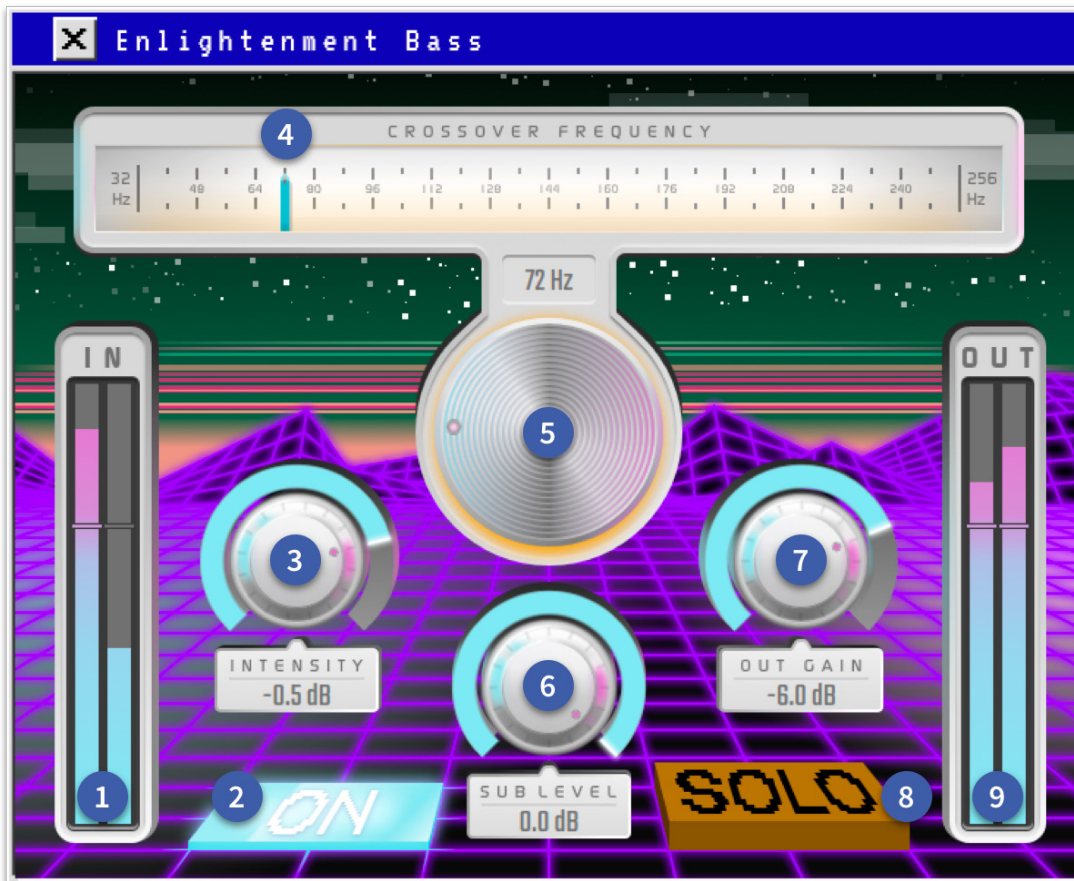 X Enlightenment Bass
4
CROSSOVER FREQUENCY
32 Hz
48 64 80 96 112 128 144 160 176 192 208 224 240
256 Hz
72 Hz
IN
OUT
5
3
7
INTENSITY
-0.5 dB
OUT GAIN
-6.0 dB
6
SUB LEVEL
0.0 dB
1
2
ON
SOLO
8
9